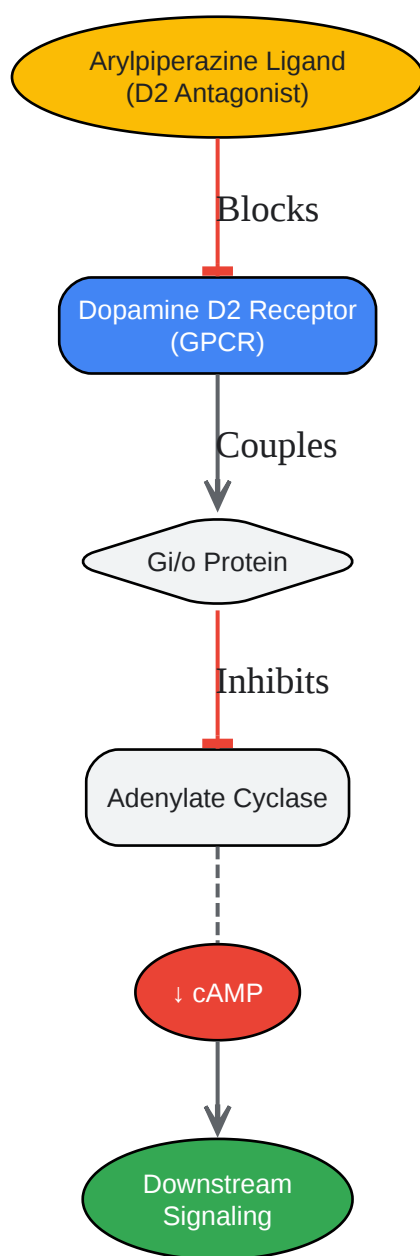 Arylpiperazine Ligand
(D2 Antagonist)
Blocks
Dopamine D2 Receptor
(GPCR)
Couples
Gi/o Protein
Inhibits
Adenylate Cyclase
↓ cAMP
Downstream
Signaling